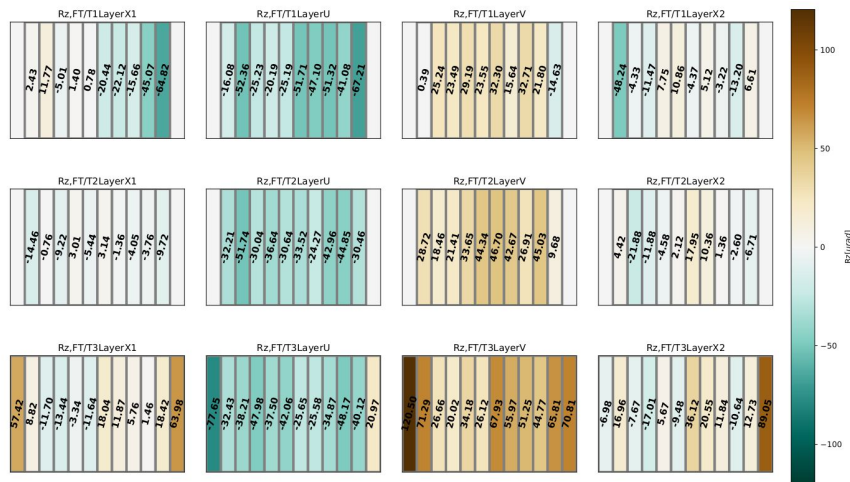 Rz,FT/T1LayerX1
2.43 11.77 -5.01 1.40 0.78 -20.44 -22.12 -15.66 -45.07 -64.82
Rz,FT/T1LayerU
-16.08 -52.36 -25.23 -20.19 -25.19 -51.71 -47.10 -51.32 -41.08 -67.21
Rz,FT/T1LayerV
0.39 25.24 23.49 29.19 23.55 32.30 15.64 32.71 21.80 -14.63
Rz,FT/T1LayerX2
-48.24 -4.33 -11.47 7.75 10.86 -4.37 5.12 -3.22 -13.20 6.61
Rz,FT/T2LayerX1
-14.46 -0.76 -9.22 3.01 -5.44 3.14 -1.36 -4.05 -3.76 -9.72
Rz,FT/T2LayerU
-32.21 -51.74 -30.04 -36.64 -30.64 -33.52 -24.27 -42.96 -44.85 -30.46
Rz,FT/T2LayerV
28.72 18.46 21.41 33.65 44.34 46.70 42.67 26.91 45.03 9.68
Rz,FT/T2LayerX2
4.42 -21.88 -11.88 -4.58 2.12 17.95 10.36 1.36 -2.60 -6.71
Rz,FT/T3LayerX1
57.42 8.82 -11.70 -13.44 -3.34 -11.64 18.04 11.87 5.76 1.46 18.42 63.98
Rz,FT/T3LayerU
-77.65 -32.43 -38.21 -47.98 -37.50 -42.06 -25.65 -25.58 -34.87 -48.17 -40.12 20.97
Rz,FT/T3LayerV
120.50 71.29 26.66 20.02 34.18 26.12 67.93 55.97 51.25 44.77 65.81 70.81
Rz,FT/T3LayerX2
-6.98 16.96 -7.67 -17.01 5.67 -9.48 36.12 20.55 11.84 -10.64 12.73 89.05
100
50
0
-50
-100
Rz[urad]